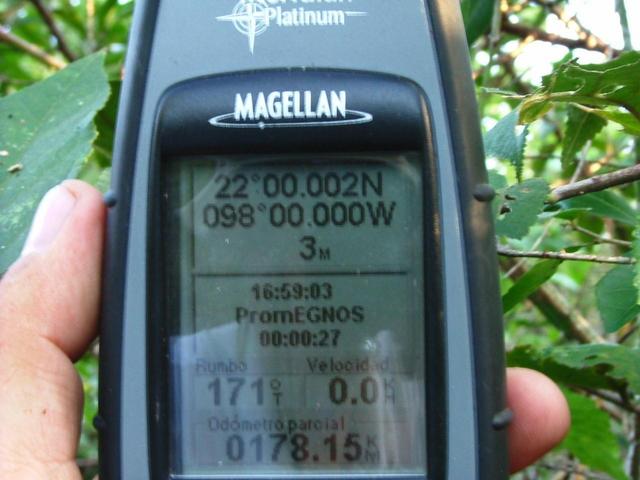 Platinum
MAGELLAN
22°00.002N
098°00.000W
3M
16:59:03
PromEGNOS
00:00:27
Rumbo Velocidad
171°T 0.0
Odómetro parcial
0178.15